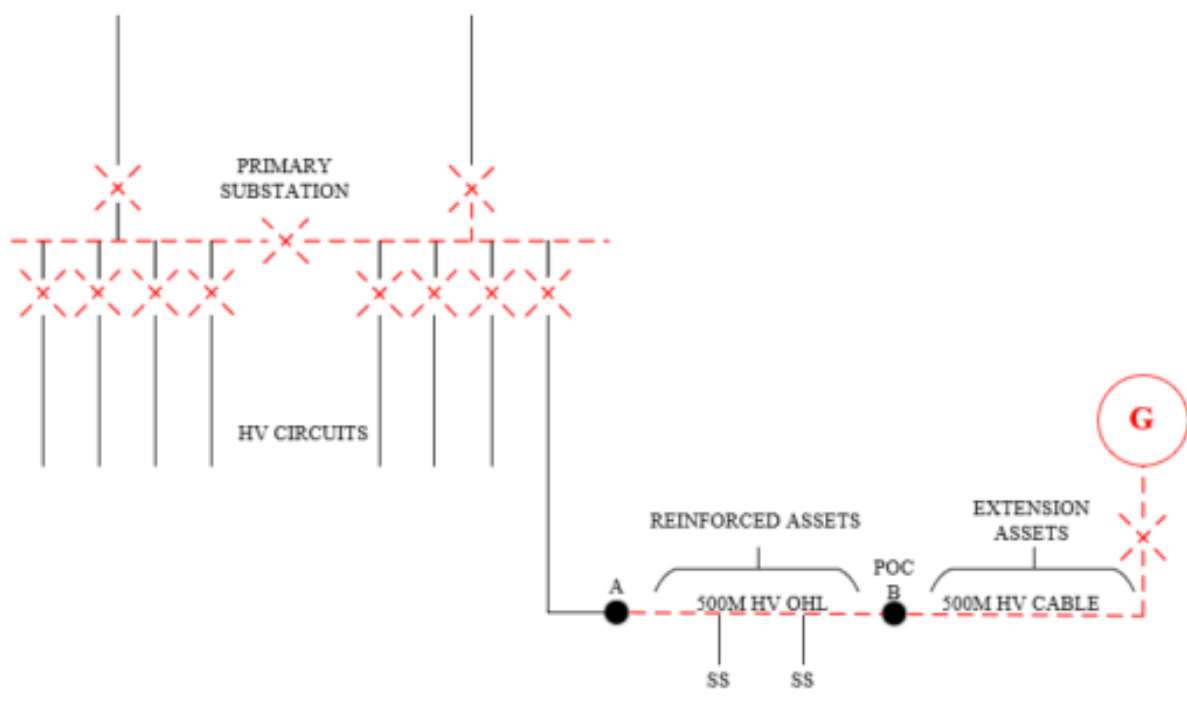 PRIMARY
SUBSTATION
HV CIRCUITS
G
REINFORCED ASSETS
EXTENSION
ASSETS
A
500M HV OHL
POC
B
500M HV CABLE
SS
SS